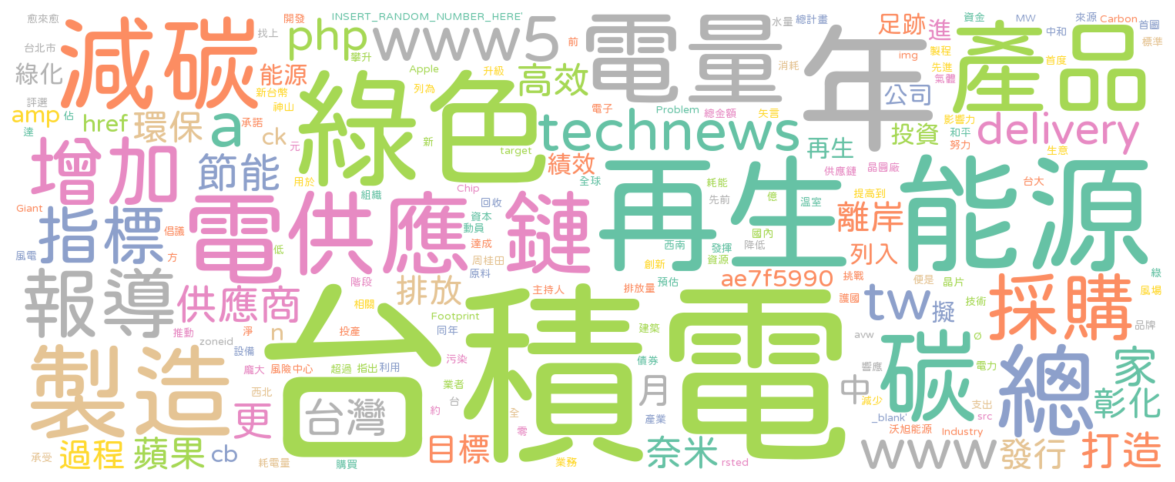 愈來愈
開發
INSERT_RANDOM_NUMBER_HERE'
水量
總計畫
資金
MW
中和
來源
Carbon
首圖
台北市
找上
php
攀升
www
5
電量
年
前
足跡
進
img
製程
先進
首度
標準
減碳
綠化
能源
Apple
升級
高效
消耗
氣體
產品
評選
新台幣
神山
列為
公司
amp
佔
href
環保
a
承諾
ck
綠色
電子
Problem
總金額
矢言
影響力
投資
和平
努力
delivery
達
元
新
target
technews
再生
生意
增加
節能
績效
全球
耗能
供應鏈
晶圓廠
台大
用於
組織
Chip
回收
先前
億
溫室
提高到
Giant
指標
電
供應
鏈
再生
能源
倡議
方
低
資本
動員
離岸
風電
達成
周桂田
原料
西南
發揮
資源
國內
降低
列入
綠
報導
供應商
排放
階段
創新
預估
ae7f5990
挑戰
便是
晶片
風場
主持人
排放量
tw
擬
護國
技術
採購
相關
Footprint
同年
台積電
推動
淨
n
投產
建築
avw
Ø
品牌
zoneid
設備
污染
債券
響應
碳
電力
總
家
製造
魔大
風險中心
超過
指出
利用
業者
月
中
減少
_blank'
支出
src
彰化
西北
台灣
更
約
台
全
產業
沃旭能源
Industry
承受
過程
蘋果
cb
耗電量
購買
目標
零
業務
奈米
rsted
www
發行
打造